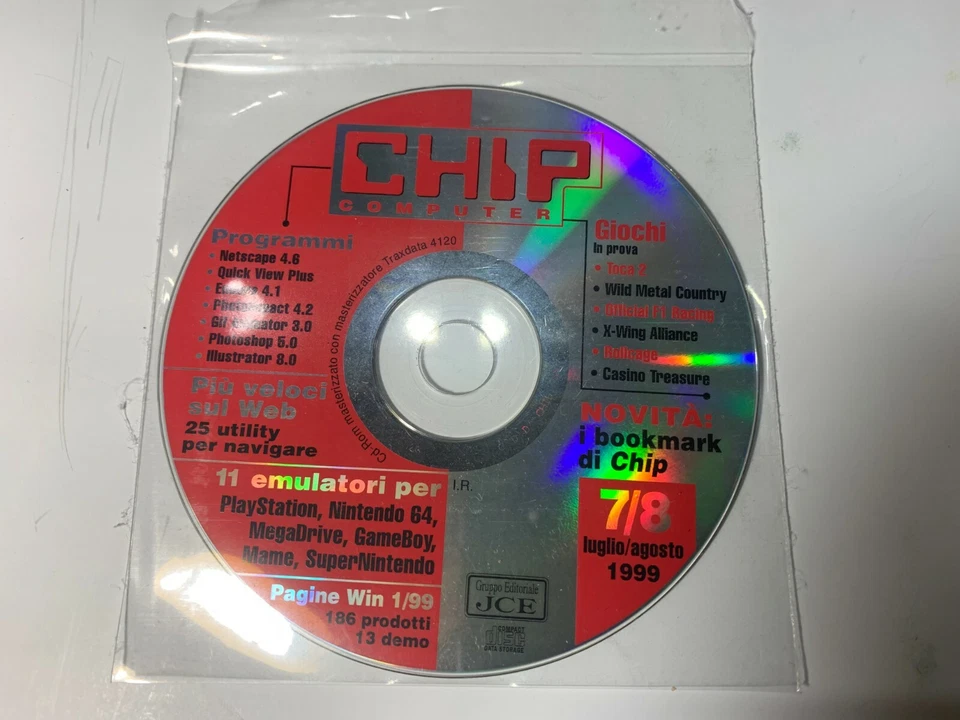 CHIP
COMPUTER
Programmi
• Netscape 4.6
• Quick View Plus
• Eudora 4.1
• PhotoImpact 4.2
• Gif Animator 3.0
• Photoshop 5.0
• Illustrator 8.0
Più veloci
sul Web
25 utility
per navigare
11 emulatori per
PlayStation, Nintendo 64,
MegaDrive, GameBoy,
Mame, SuperNintendo
Pagine Win 1/99
186 prodotti
13 demo
Cd-Rom masterizzato con masterizzatore Traxdata 4120
I.R.
Giochi
In prova
• Toca 2
• Wild Metal Country
• Official F1 Racing
• X-Wing Alliance
• Rollcage
• Casino Treasure
NOVITÀ:
i bookmark
di Chip
7/8
luglio/agosto
1999
Gruppo Editoriale
JCE
COMPACT
disc
DATA STORAGE